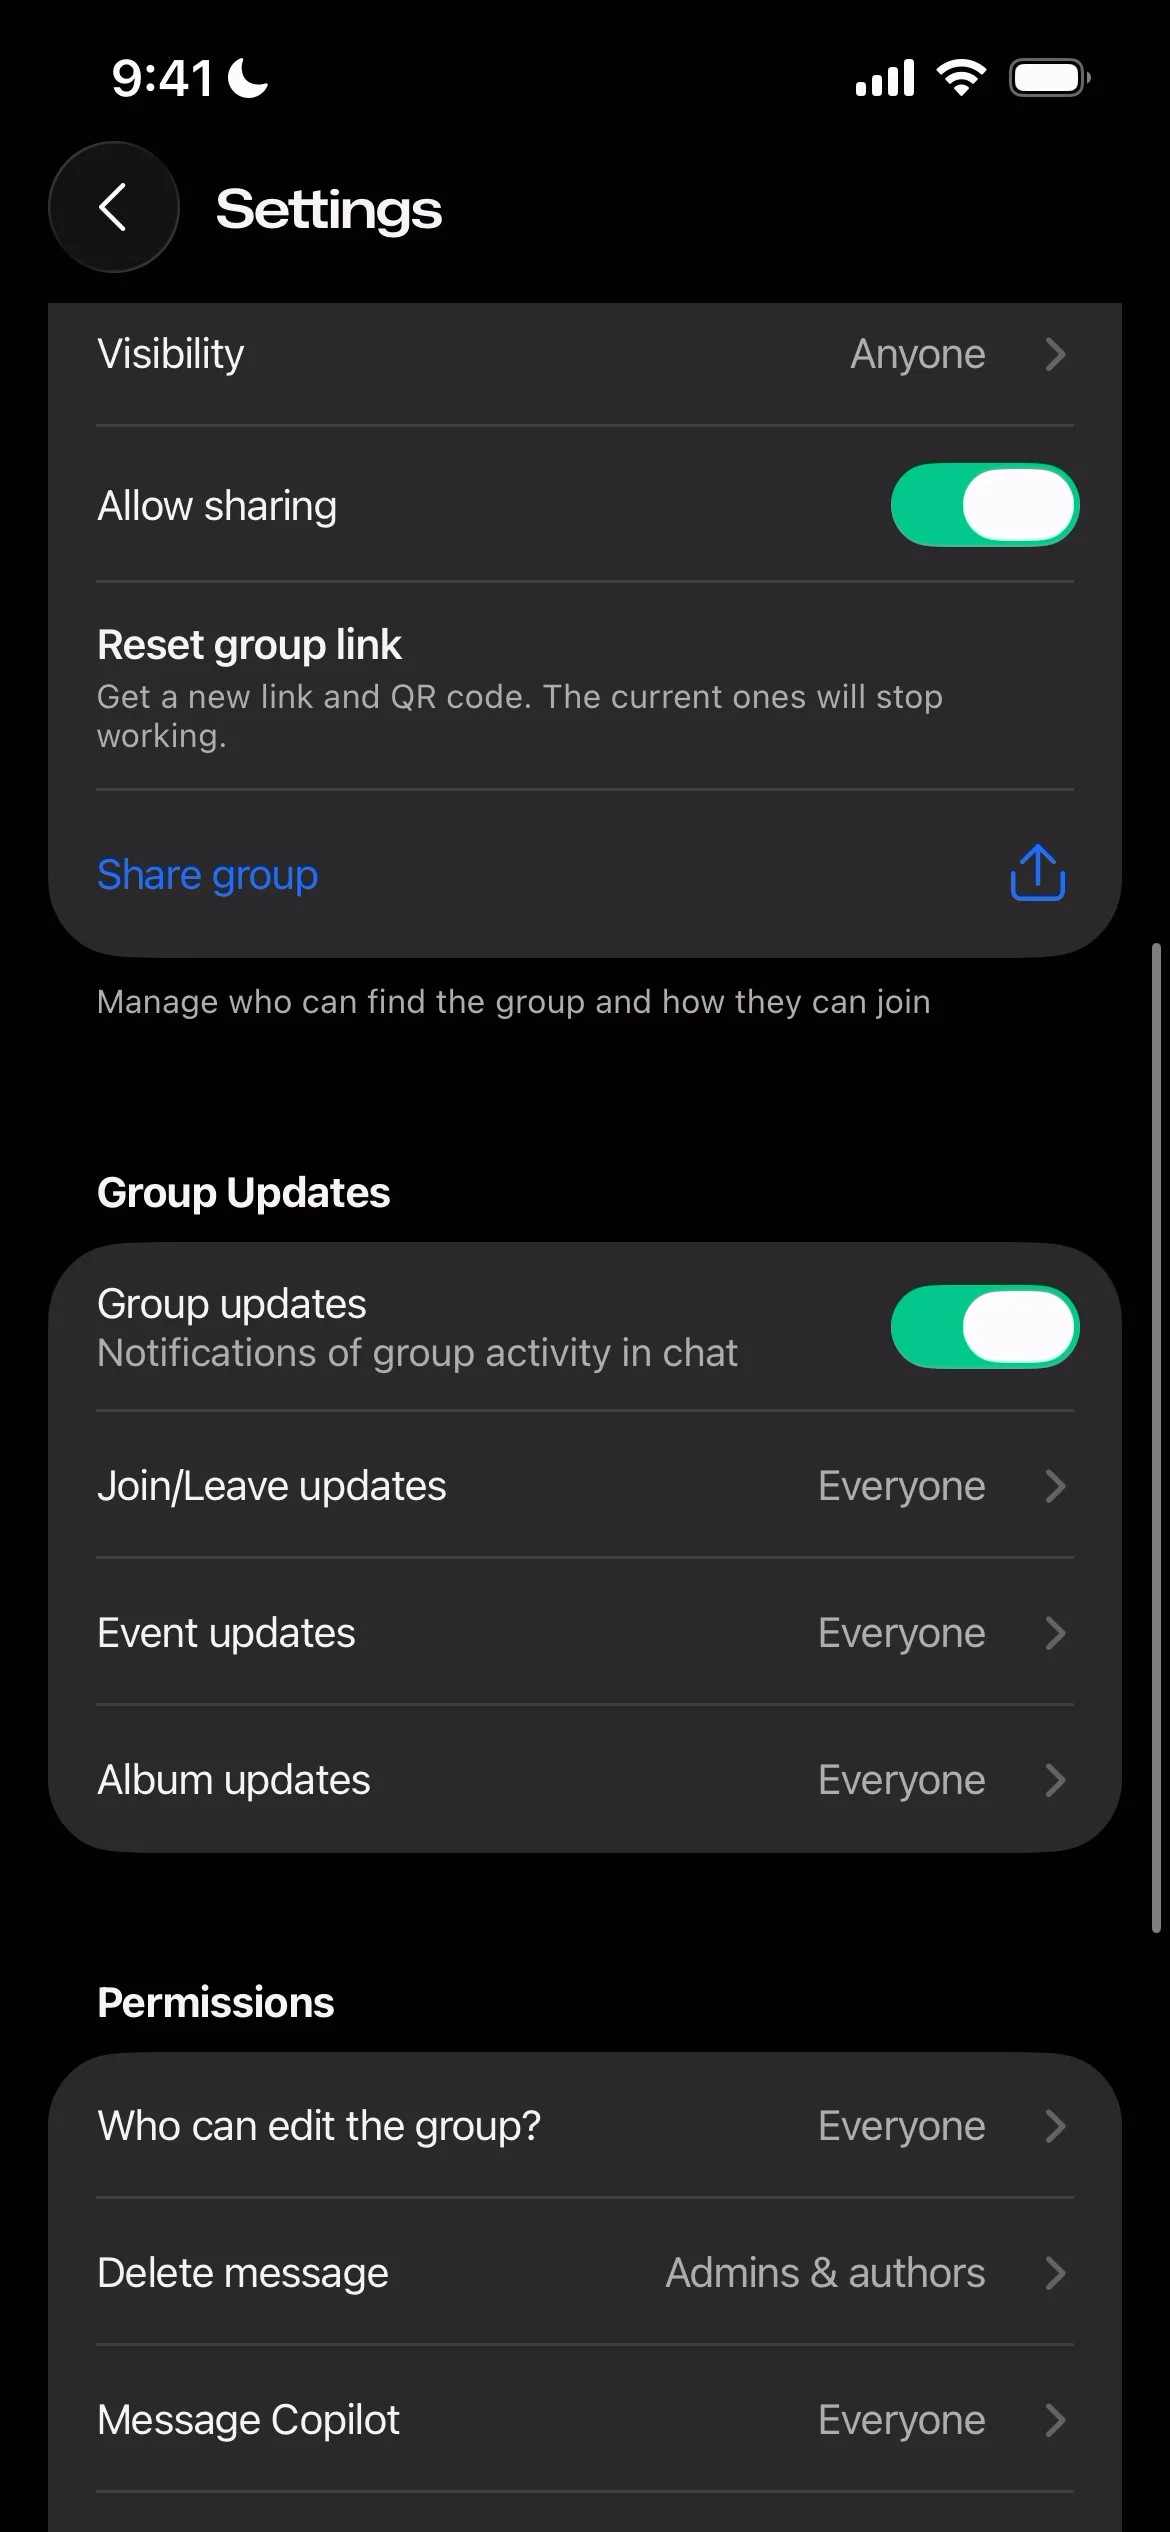 9:41
Settings
Visibility
Anyone
Allow sharing
Reset group link
Get a new link and QR code. The current ones will stop
working.
Share group
Manage who can find the group and how they can join
Group Updates
Group updates
Notifications of group activity in chat
Join/Leave updates
Everyone
Event updates
Everyone
Album updates
Everyone
Permissions
Who can edit the group?
Everyone
Delete message
Admins & authors
Message Copilot
Everyone